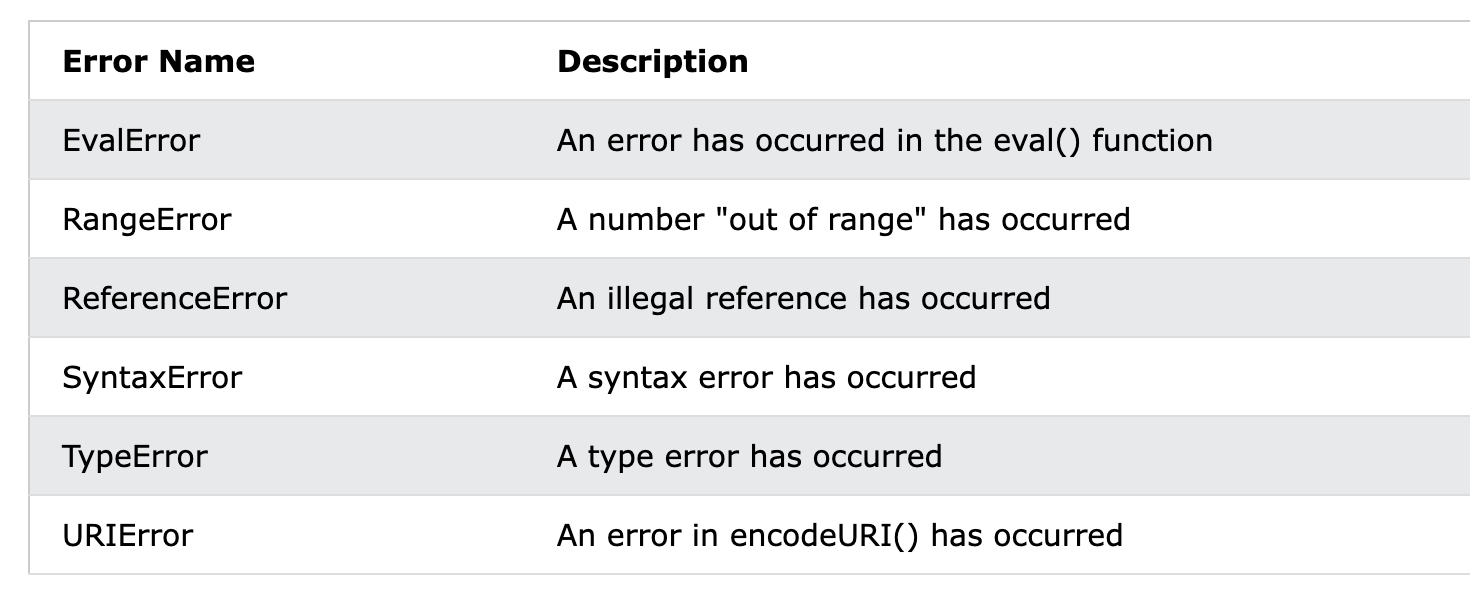 Error Name Description
EvalError An error has occurred in the eval() function
RangeError A number "out of range" has occurred
ReferenceError An illegal reference has occurred
SyntaxError A syntax error has occurred
TypeError A type error has occurred
URIError An error in encodeURI() has occurred